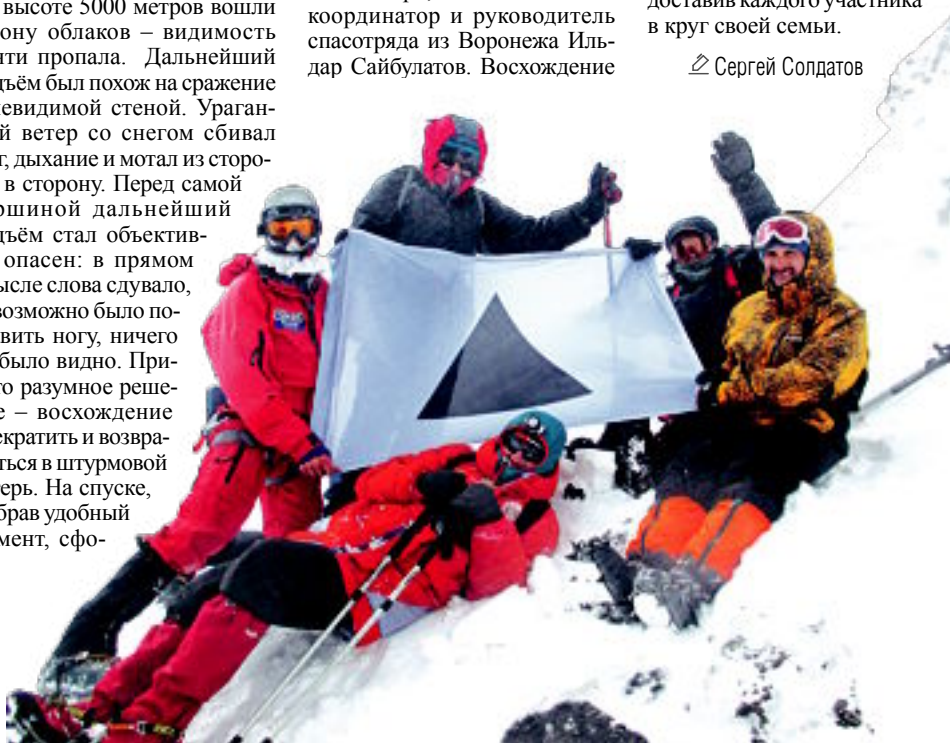 высоте 5000 метров вошли
ону облаков – видимость
ти пропала. Дальнейший
ъём был похож на сражение
евидимой стеной. Ураган-
й ветер со снегом сбивал
т, дыхание и мотал из сторо-
в сторону. Перед самой
ршиной дальнейший
ъём стал объектив-
опасен: в прямом
ысле слова сдувало,
возможно было по-
вить ногу, ничего
было видно. При-
то разумное реше-
е – восхождение
екратить и возвра-
ться в штурмовой
ерь. На спуске,
брав удобный
мент, сфо-
координатор и руководитель
спасотряда из Воронежа Иль-
дар Сайбулатов. Восхождение
доставив каждого участника
в круг своей семьи.
Сергей Солдатов